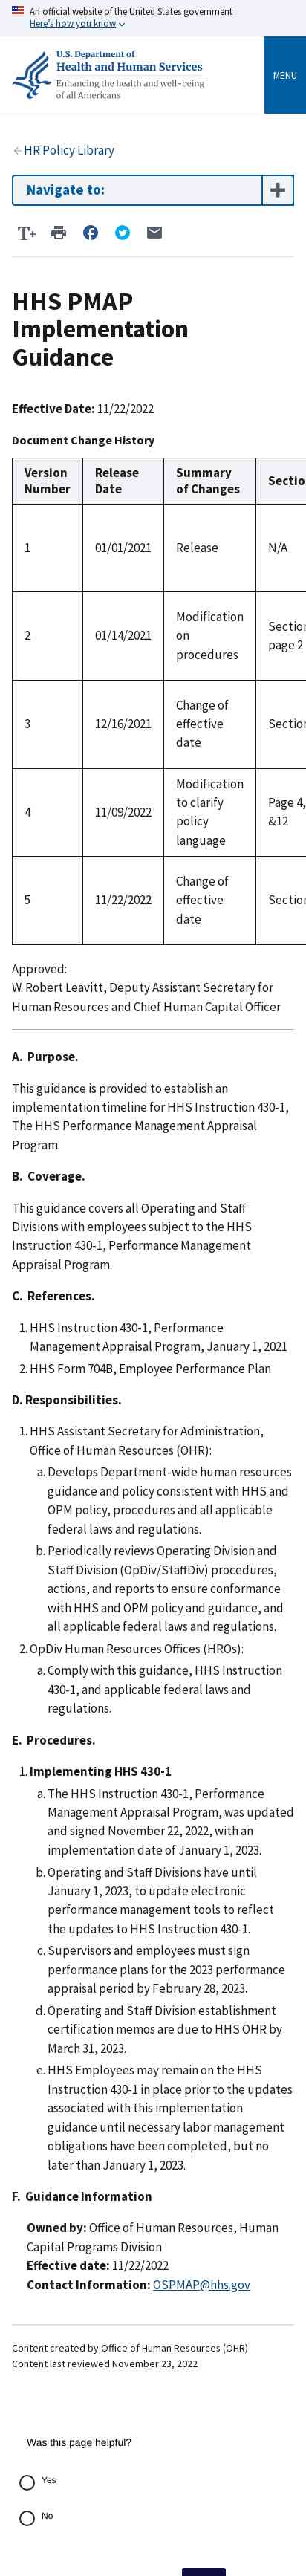 An official website of the United States government
Here's how you know
U.S. Department of
Health and Human Services
Enhancing the health and well-being
of all Americans
MENU
HR Policy Library
Navigate to:
T+
HHS PMAP
Implementation
Guidance
Effective Date: 11/22/2022
Document Change History
Version Number Release Date Summary of Changes Sectio
1 01/01/2021 Release N/A
2 01/14/2021 Modification on procedures Section page 2
3 12/16/2021 Change of effective date Section
4 11/09/2022 Modification to clarify policy language Page 4, &12
5 11/22/2022 Change of effective date Section
Approved:
W. Robert Leavitt, Deputy Assistant Secretary for
Human Resources and Chief Human Capital Officer
A. Purpose.
This guidance is provided to establish an
implementation timeline for HHS Instruction 430-1,
The HHS Performance Management Appraisal
Program.
B. Coverage.
This guidance covers all Operating and Staff
Divisions with employees subject to the HHS
Instruction 430-1, Performance Management
Appraisal Program.
C. References.
1. HHS Instruction 430-1, Performance
Management Appraisal Program, January 1, 2021
2. HHS Form 704B, Employee Performance Plan
D. Responsibilities.
1. HHS Assistant Secretary for Administration,
Office of Human Resources (OHR):
a. Develops Department-wide human resources
guidance and policy consistent with HHS and
OPM policy, procedures and all applicable
federal laws and regulations.
b. Periodically reviews Operating Division and
Staff Division (OpDiv/StaffDiv) procedures,
actions, and reports to ensure conformance
with HHS and OPM policy and guidance, and
all applicable federal laws and regulations.
2. OpDiv Human Resources Offices (HROs):
a. Comply with this guidance, HHS Instruction
430-1, and applicable federal laws and
regulations.
E. Procedures.
1. Implementing HHS 430-1
a. The HHS Instruction 430-1, Performance
Management Appraisal Program, was updated
and signed November 22, 2022, with an
implementation date of January 1, 2023.
b. Operating and Staff Divisions have until
January 1, 2023, to update electronic
performance management tools to reflect
the updates to HHS Instruction 430-1.
c. Supervisors and employees must sign
performance plans for the 2023 performance
appraisal period by February 28, 2023.
d. Operating and Staff Division establishment
certification memos are due to HHS OHR by
March 31, 2023.
e. HHS Employees may remain on the HHS
Instruction 430-1 in place prior to the updates
associated with this implementation
guidance until necessary labor management
obligations have been completed, but no
later than January 1, 2023.
F. Guidance Information
Owned by: Office of Human Resources, Human
Capital Programs Division
Effective date: 11/22/2022
Contact Information: OSPMAP@hhs.gov
Content created by Office of Human Resources (OHR)
Content last reviewed November 23, 2022
Was this page helpful?
Yes
No